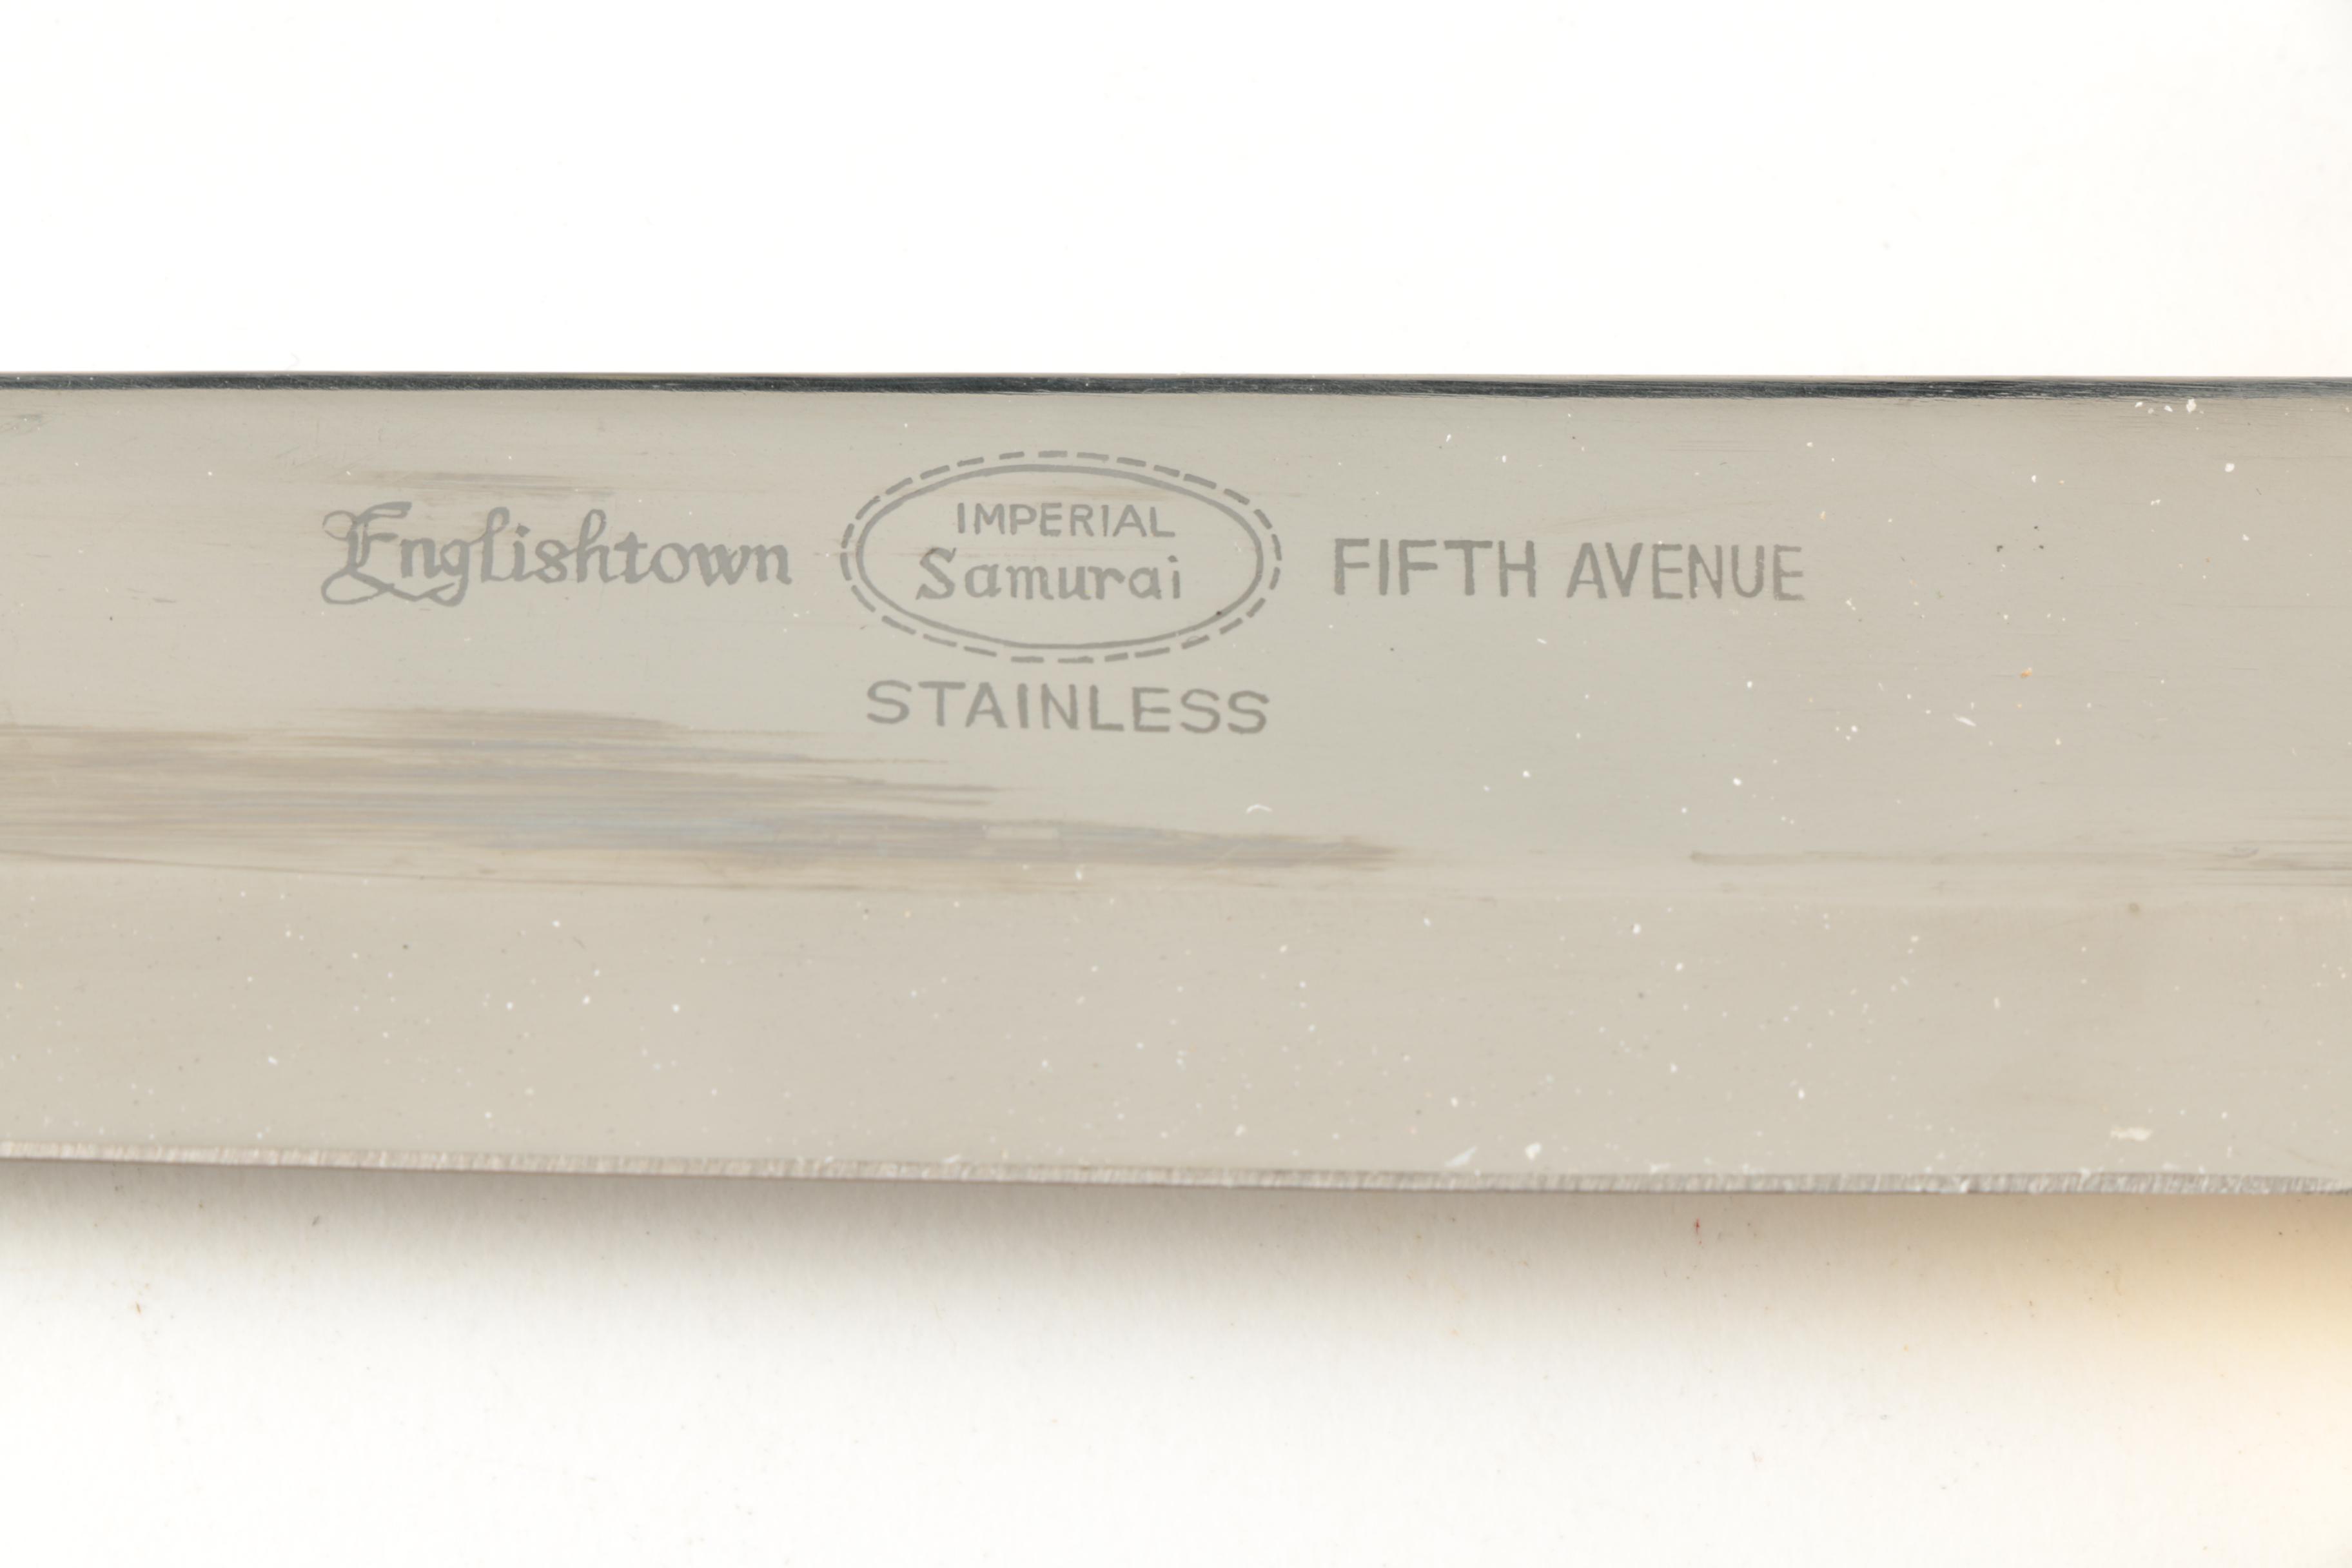 Englishtown IMPERIAL Samurai FIFTH AVENUE
STAINLESS